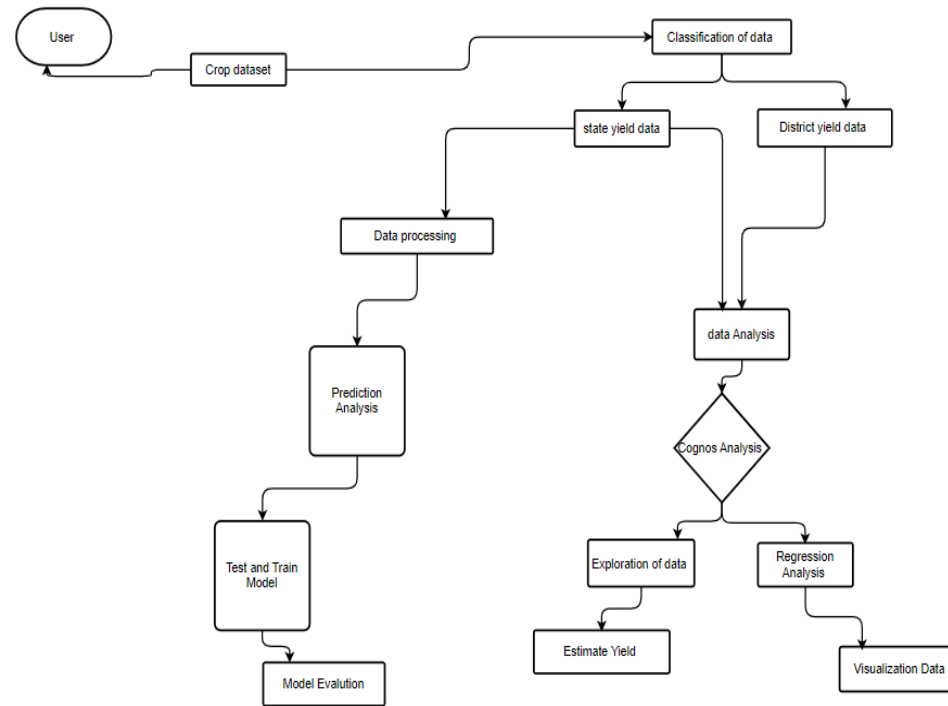 User
Classification of data
Crop dataset
state yield data
District yield data
Data processing
data Analysis
Prediction
Analysis
Cognos Analysis
Test and Train
Model
Exploration of data
Regression
Analysis
Estimate Yield
Visualization Data
Model Evalution